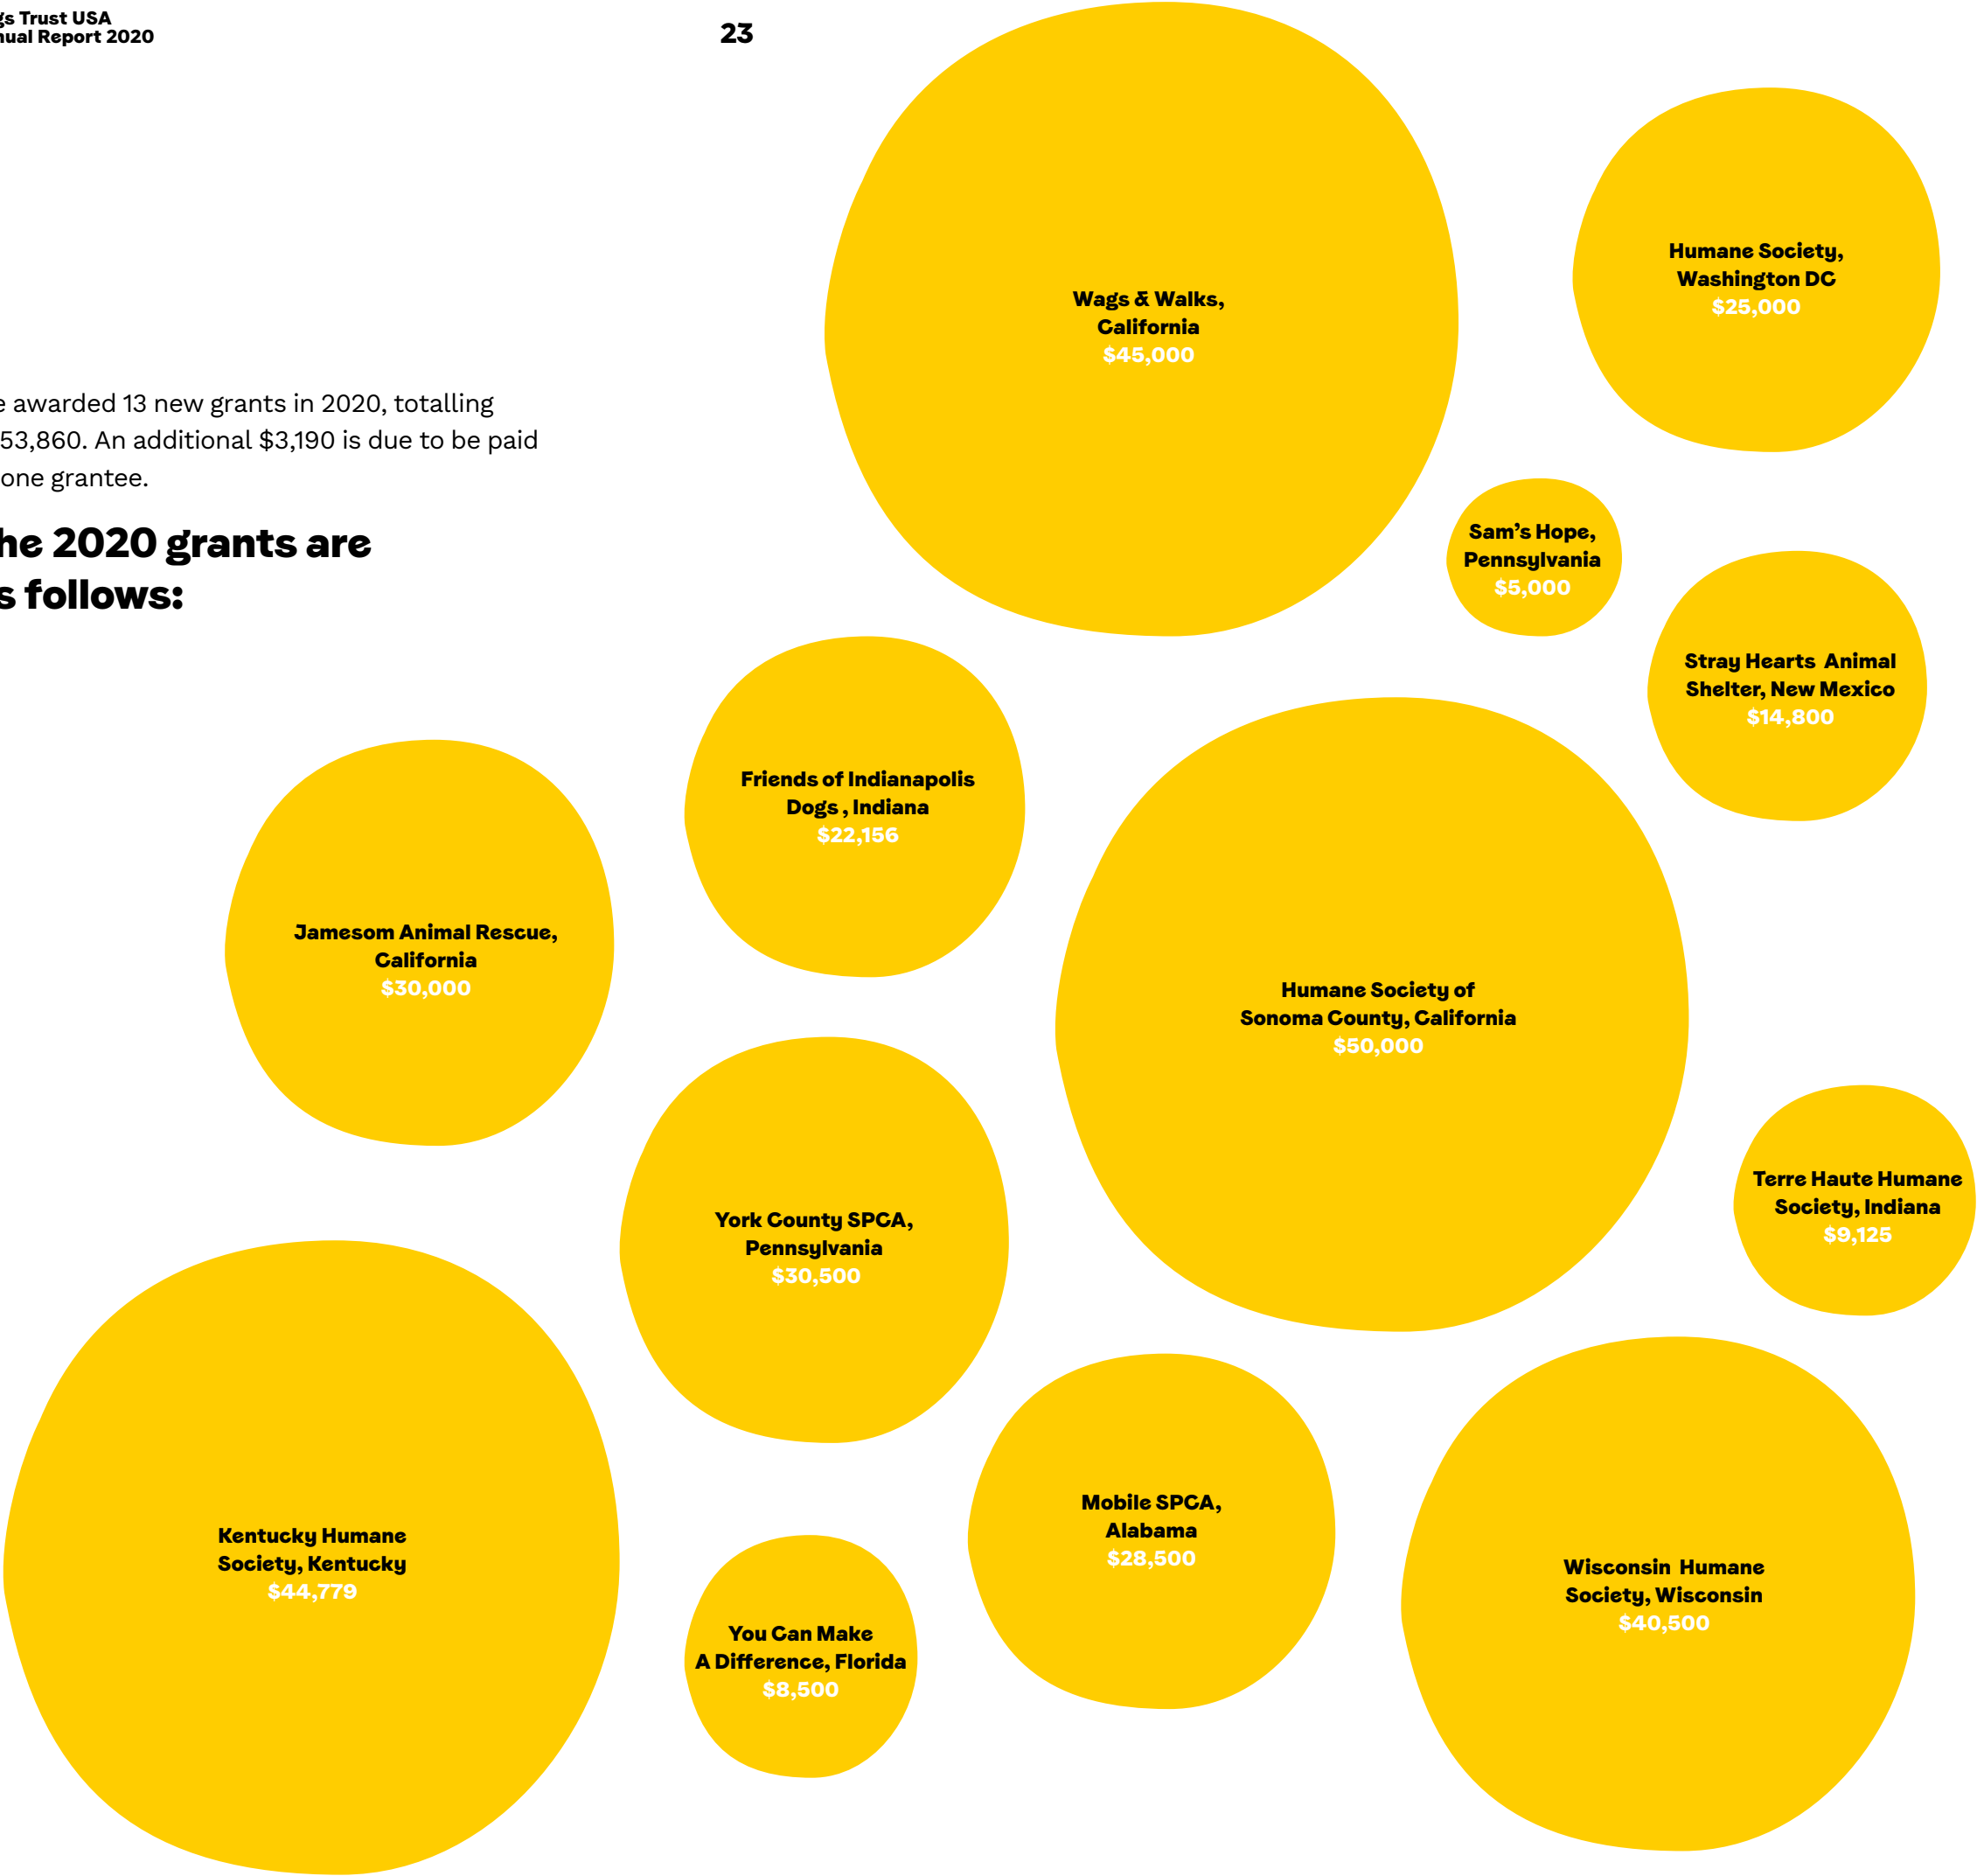 gs Trust USA
nual Report 2020
23
e awarded 13 new grants in 2020, totalling
53,860. An additional $3,190 is due to be paid
one grantee.
he 2020 grants are
s follows:
Wags & Walks,
California
$45,000
Humane Society,
Washington DC
$25,000
Sam's Hope,
Pennsylvania
$5,000
Stray Hearts Animal
Shelter, New Mexico
$14,800
Friends of Indianapolis
Dogs , Indiana
$22,156
Jamesom Animal Rescue,
California
$30,000
Humane Society of
Sonoma County, California
$50,000
York County SPCA,
Pennsylvania
$30,500
Terre Haute Humane
Society, Indiana
$9,125
Kentucky Humane
Society, Kentucky
$44,779
Mobile SPCA,
Alabama
$28,500
Wisconsin Humane
Society, Wisconsin
$40,500
You Can Make
A Difference, Florida
$8,500